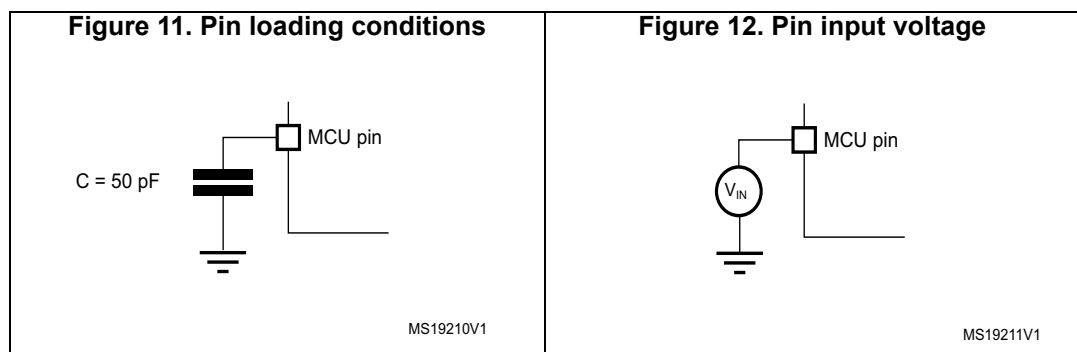 Figure 11. Pin loading conditions
MCU pin
C = 50 pF
MS19210V1
Figure 12. Pin input voltage
MCU pin
VIN
MS19211V1